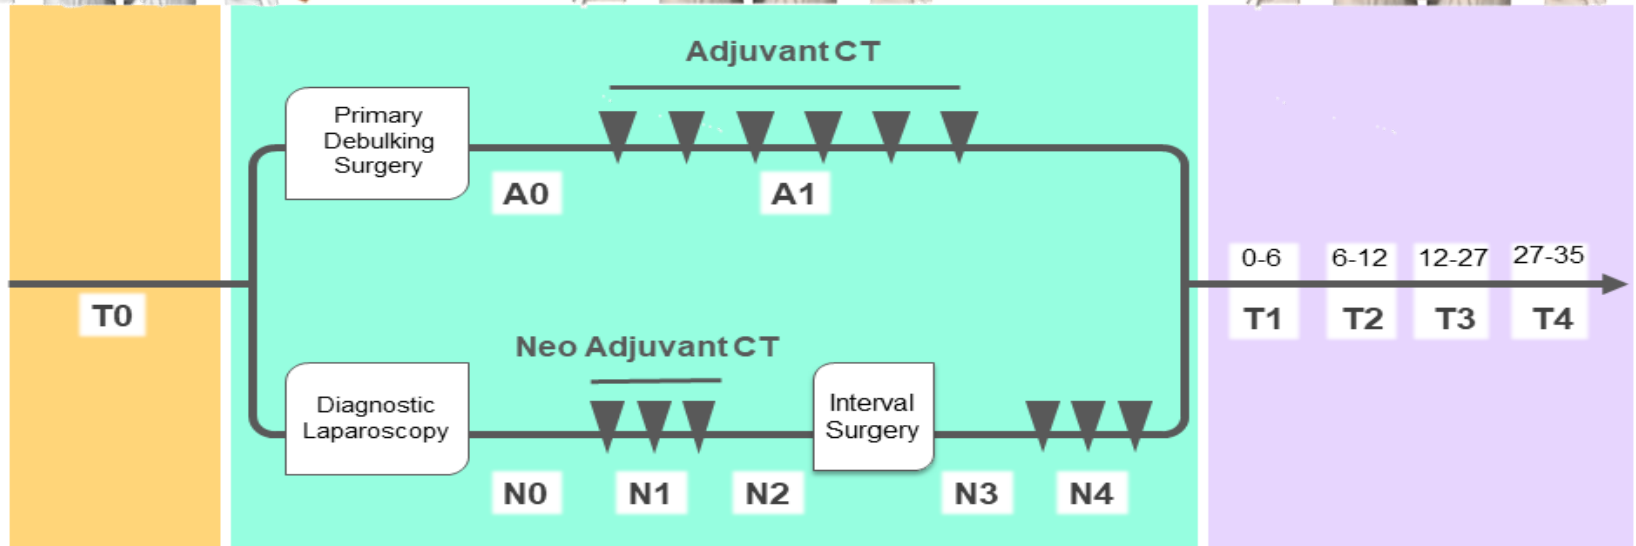 Adjuvant CT
Primary
Debulking
Surgery
A0
A1
T0
0-6
6-12
12-27
27-35
T1
T2
T3
T4
Neo Adjuvant CT
Diagnostic
Laparoscopy
Interval
Surgery
N0
N1
N2
N3
N4